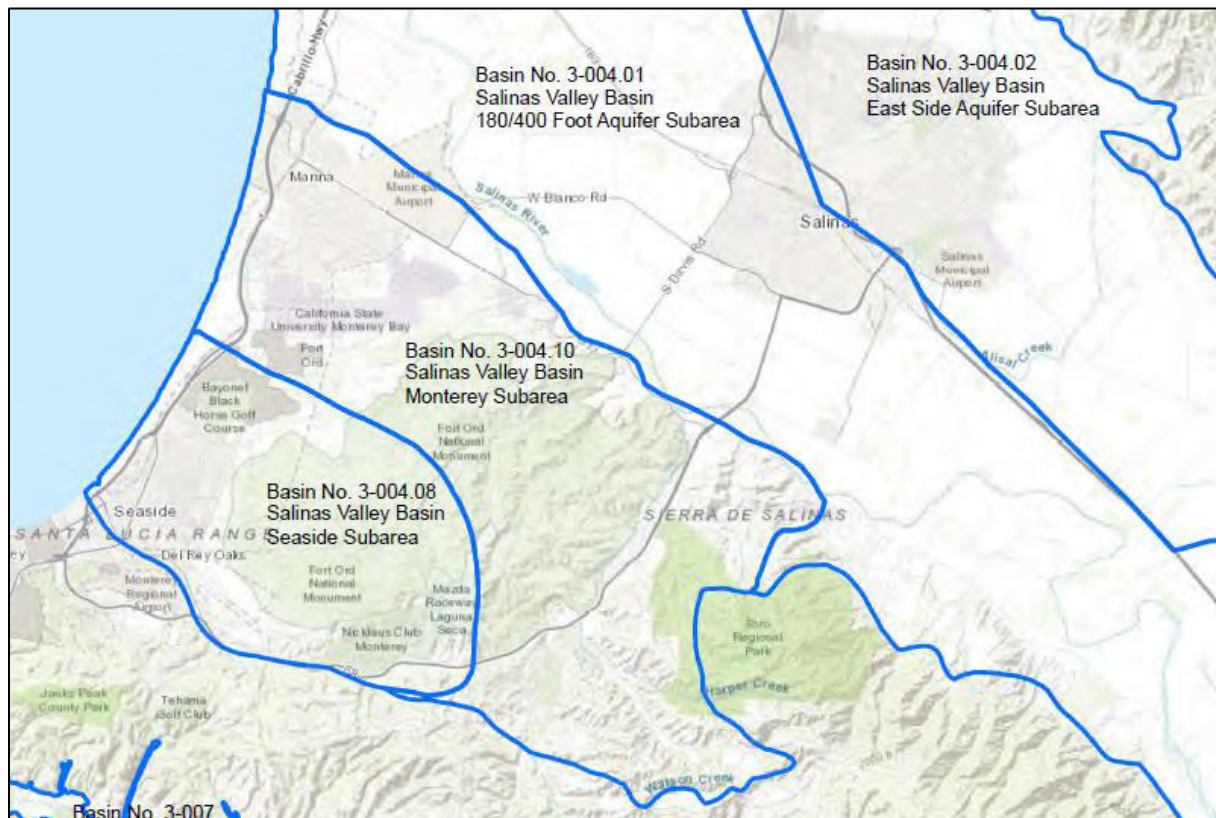 Cabrillo Hwy
183
Basin No. 3-004.01
Salinas Valley Basin
180/400 Foot Aquifer Subarea
Basin No. 3-004.02
Salinas Valley Basin
East Side Aquifer Subarea
Marina
Marina
Municipal
Airport
Salinas River
W Blanco Rd
S Davis Rd
Salinas
Salinas
Municipal
Airport
Alisal Creek
California State
University Monterey Bay
Fort
Ord
Basin No. 3-004.10
Salinas Valley Basin
Monterey Subarea
Bayonet
Black
Horse Golf
Course
Fort Ord
National
Monument
Basin No. 3-004.08
Salinas Valley Basin
Seaside Subarea
Seaside
SANTA LUCIA RANGE
SIERRA DE SALINAS
ey
Del Rey Oaks
Monterey
Regional
Airport
Fort Ord
National
Monument
Mazda
Raceway
Laguna
Seca
Nicklaus Club
Monterey
68
Toro
Regional
Park
Harper Creek
Jacks Peak
County Park
Tehama
Golf Club
Watson Creek
2000 ft
Basin No. 3-007